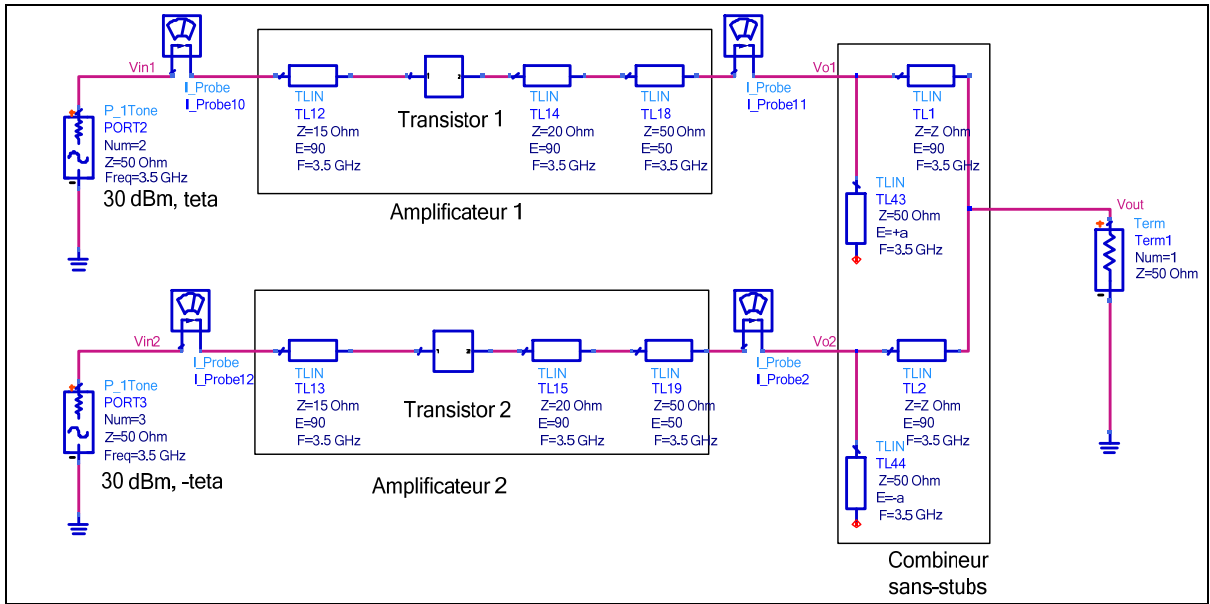 Vin1
I_Probe
I_Probe10
P_1Tone
PORT2
Num=2
Z=50 Ohm
Freq=3.5 GHz
30 dBm, teta
TLIN
TL12
Z=15 Ohm
E=90
F=3.5 GHz
1
2
Transistor 1
TLIN
TL14
Z=20 Ohm
E=90
F=3.5 GHz
TLIN
TL18
Z=50 Ohm
E=50
F=3.5 GHz
Amplificateur 1
I_Probe
I_Probe11
Vo1
TLIN
TL1
Z=Z Ohm
E=90
F=3.5 GHz
TLIN
TL43
Z=50 Ohm
E=+a
F=3.5 GHz
Vout
Term
Term1
Num=1
Z=50 Ohm
Vin2
I_Probe
I_Probe12
P_1Tone
PORT3
Num=3
Z=50 Ohm
Freq=3.5 GHz
30 dBm, -teta
TLIN
TL13
Z=15 Ohm
E=90
F=3.5 GHz
1
Transistor 2
TLIN
TL15
Z=20 Ohm
E=90
F=3.5 GHz
TLIN
TL19
Z=50 Ohm
E=50
F=3.5 GHz
Amplificateur 2
I_Probe
I_Probe2
Vo2
TLIN
TL2
Z=Z Ohm
E=90
F=3.5 GHz
TLIN
TL44
Z=50 Ohm
E=-a
F=3.5 GHz
Combineur
sans-stubs